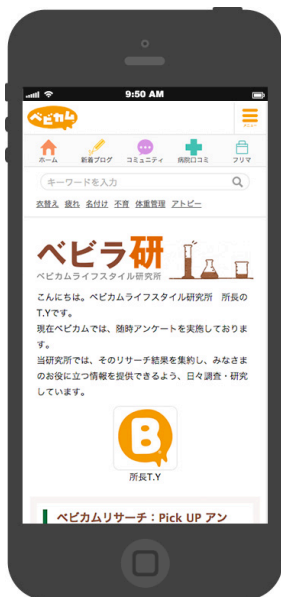 9:50 AM
ベビカム
メニュー
ホーム 新着ブログ コミュニティ 病院口コミ フリマ
キーワードを入力
衣替え 疲れ 名付け 不育 体重管理 アトピー
ベビラ研
ベビカムライフスタイル研究所
こんにちは。ベビカムライフスタイル研究所　所長の
T.Yです。
現在ベビカムでは、随時アンケートを実施しておりま
す。
当研究所では、そのリサーチ結果を集約し、みなさま
のお役に立つ情報を提供できるよう、日々調査・研究
しています。
B
所長T.Y
ベビカムリサーチ：Pick UP アン